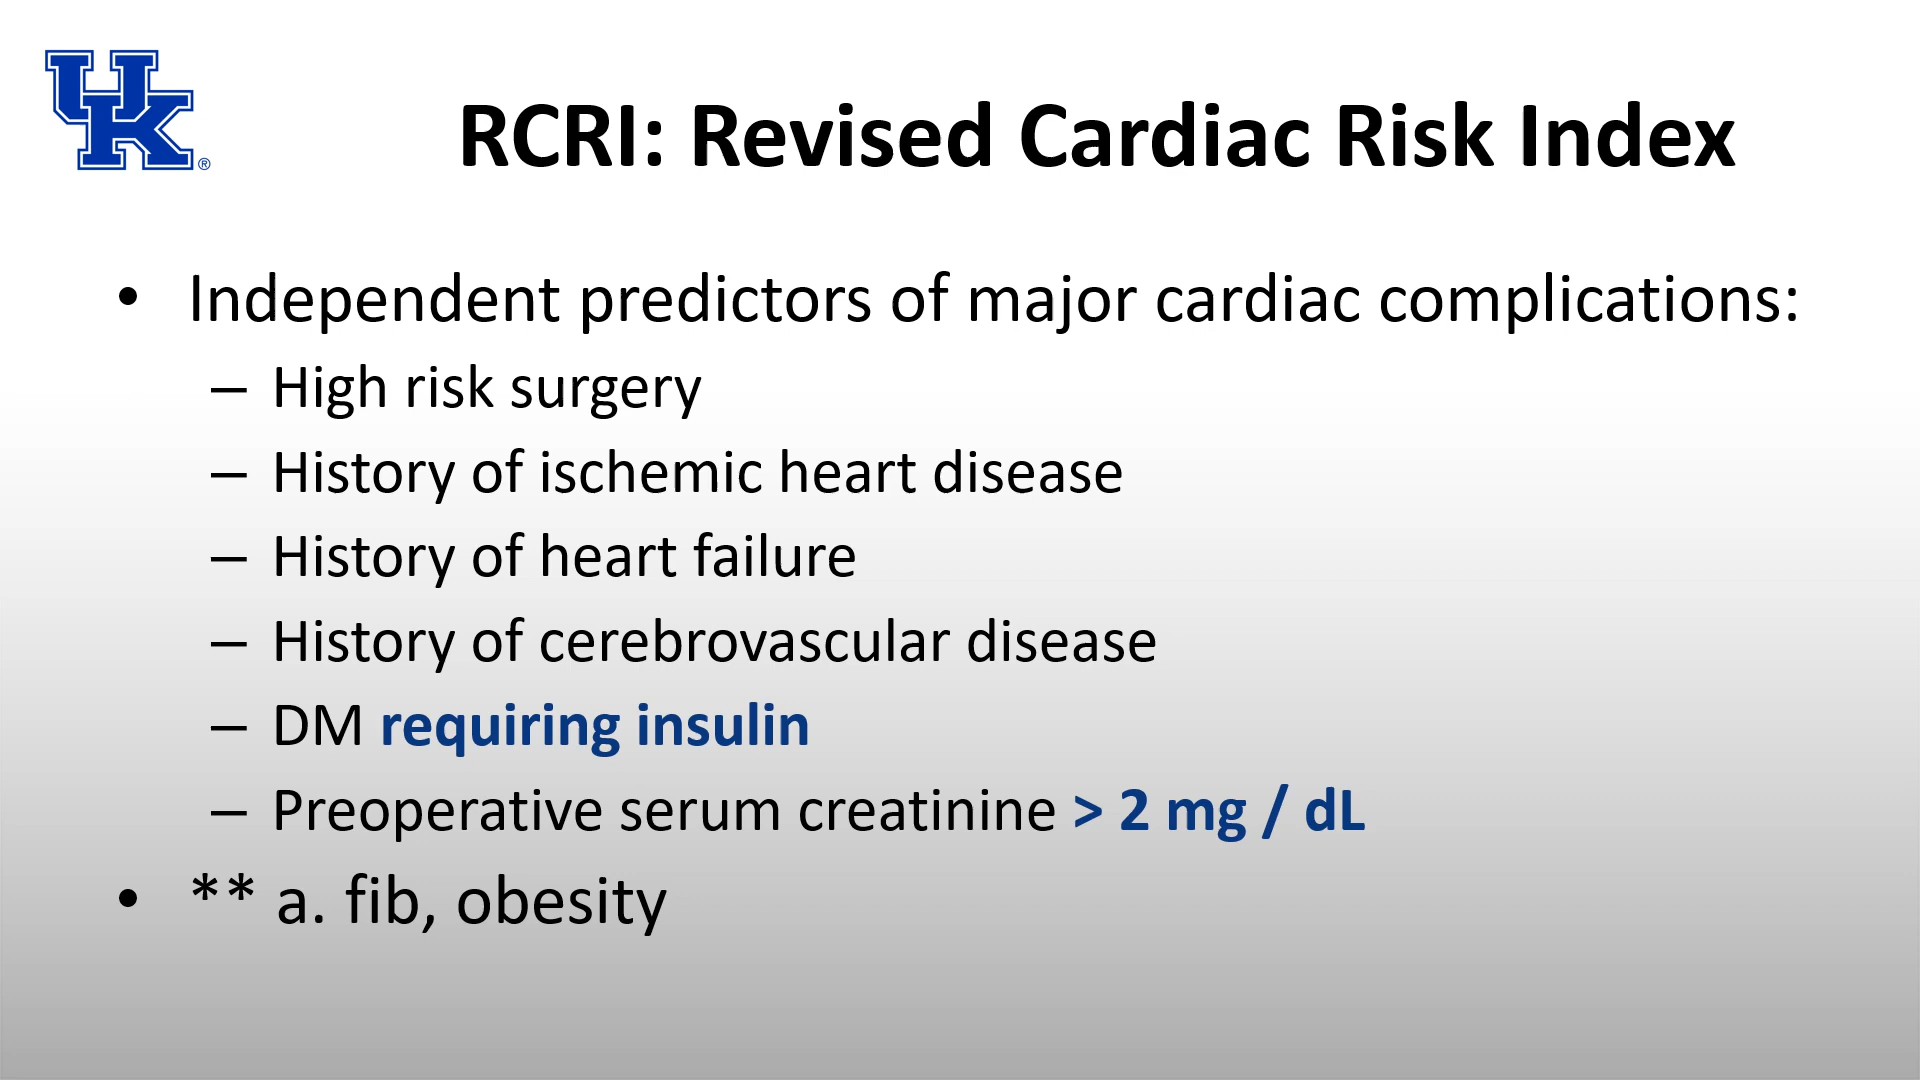 UK®
RCRI: Revised Cardiac Risk Index
• Independent predictors of major cardiac complications:
– High risk surgery
– History of ischemic heart disease
– History of heart failure
– History of cerebrovascular disease
– DM requiring insulin
– Preoperative serum creatinine > 2 mg / dL
• ** a. fib, obesity